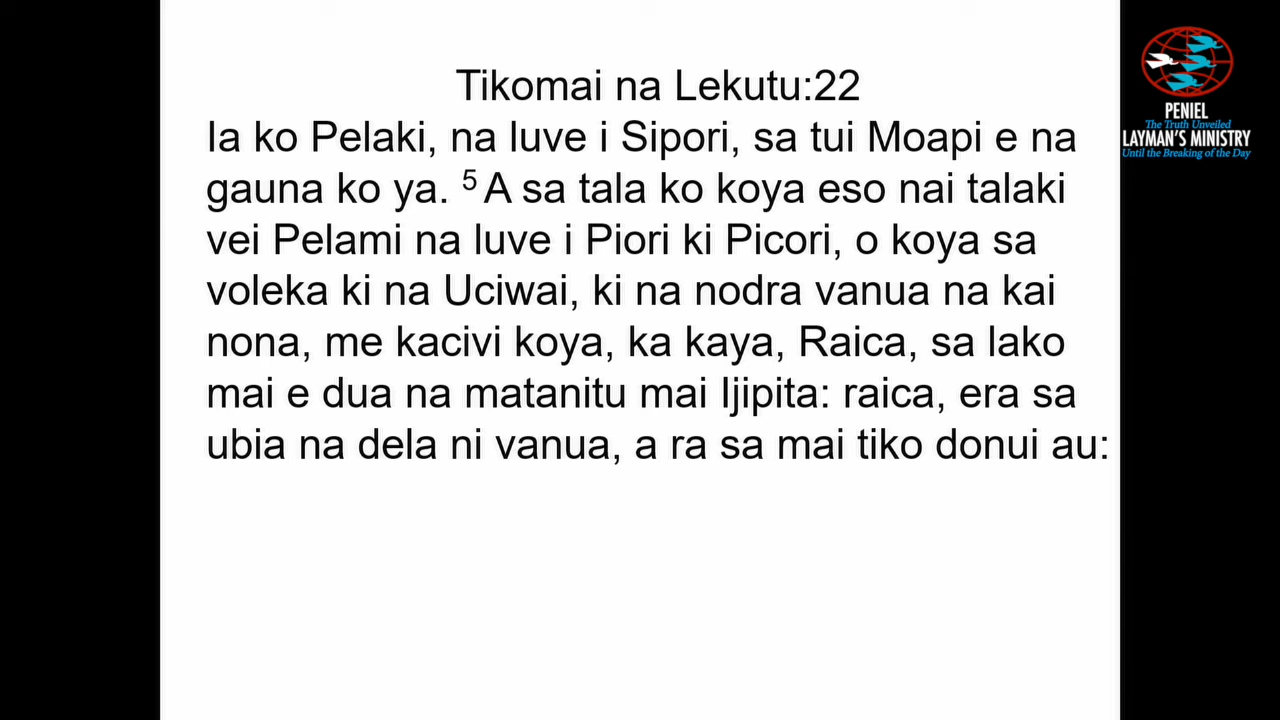 Tikomai na Lekutu:22
Ia ko Pelaki, na luve i Sipori, sa tui Moapi e na
gauna ko ya. 5 A sa tala ko koya eso nai talaki
vei Pelami na luve i Piori ki Picori, o koya sa
voleka ki na Uciwai, ki na nodra vanua na kai
nona, me kacivi koya, ka kaya, Raica, sa lako
mai e dua na matanitu mai Ijipita: raica, era sa
ubia na dela ni vanua, a ra sa mai tiko donui au:
PENIEL
The Truth Unveiled
LAYMAN'S MINISTRY
Until the Breaking of the Day